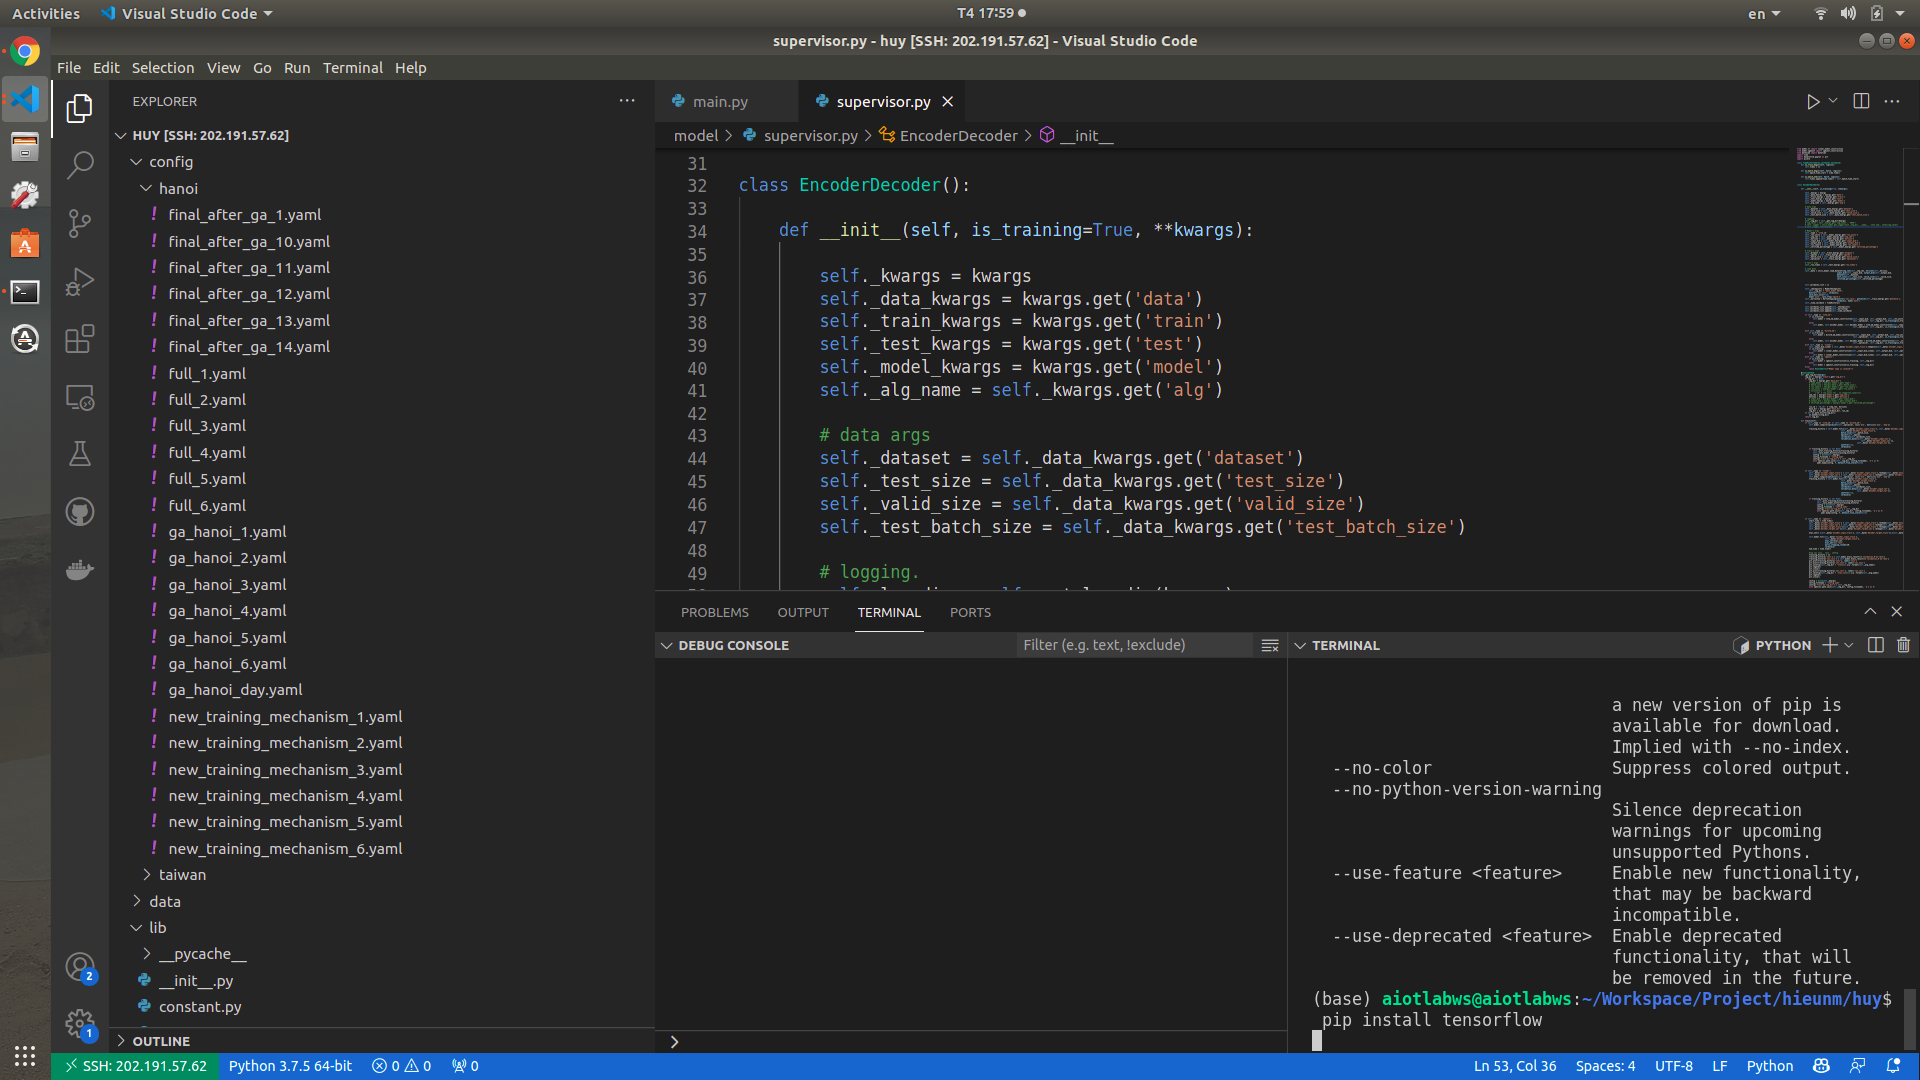 Activities
Visual Studio Code
T4 17:59
en
supervisor.py - huy [SSH: 202.191.57.62] - Visual Studio Code
File Edit Selection View Go Run Terminal Help
EXPLORER
HUY [SSH: 202.191.57.62]
config
hanoi
! final_after_ga_1.yaml
! final_after_ga_10.yaml
! final_after_ga_11.yaml
! final_after_ga_12.yaml
! final_after_ga_13.yaml
! final_after_ga_14.yaml
! full_1.yaml
! full_2.yaml
! full_3.yaml
! full_4.yaml
! full_5.yaml
! full_6.yaml
! ga_hanoi_1.yaml
! ga_hanoi_2.yaml
! ga_hanoi_3.yaml
! ga_hanoi_4.yaml
! ga_hanoi_5.yaml
! ga_hanoi_6.yaml
! ga_hanoi_day.yaml
! new_training_mechanism_1.yaml
! new_training_mechanism_2.yaml
! new_training_mechanism_3.yaml
! new_training_mechanism_4.yaml
! new_training_mechanism_5.yaml
! new_training_mechanism_6.yaml
taiwan
data
lib
__pycache__
__init__.py
constant.py
OUTLINE
2
1
main.py
supervisor.py
model > supervisor.py > EncoderDecoder > __init__
31
32 class EncoderDecoder():
33
34 def __init__(self, is_training=True, **kwargs):
35
36 self._kwargs = kwargs
37 self._data_kwargs = kwargs.get('data')
38 self._train_kwargs = kwargs.get('train')
39 self._test_kwargs = kwargs.get('test')
40 self._model_kwargs = kwargs.get('model')
41 self._alg_name = self._kwargs.get('alg')
42
43 # data args
44 self._dataset = self._data_kwargs.get('dataset')
45 self._test_size = self._data_kwargs.get('test_size')
46 self._valid_size = self._data_kwargs.get('valid_size')
47 self._test_batch_size = self._data_kwargs.get('test_batch_size')
48
49 # logging.
PROBLEMS OUTPUT TERMINAL PORTS
DEBUG CONSOLE
Filter (e.g. text, !exclude)
TERMINAL
PYTHON
a new version of pip is
available for download.
Implied with --no-index.
--no-color Suppress colored output.
--no-python-version-warning
Silence deprecation
warnings for upcoming
unsupported Pythons.
--use-feature <feature> Enable new functionality,
that may be backward
incompatible.
--use-deprecated <feature> Enable deprecated
functionality, that will
be removed in the future.
(base) aiotlabws@aiotlabws:~/Workspace/Project/hieunm/huy$
pip install tensorflow
SSH: 202.191.57.62
Python 3.7.5 64-bit
0 0
0
Ln 53, Col 36
Spaces: 4
UTF-8
LF
Python